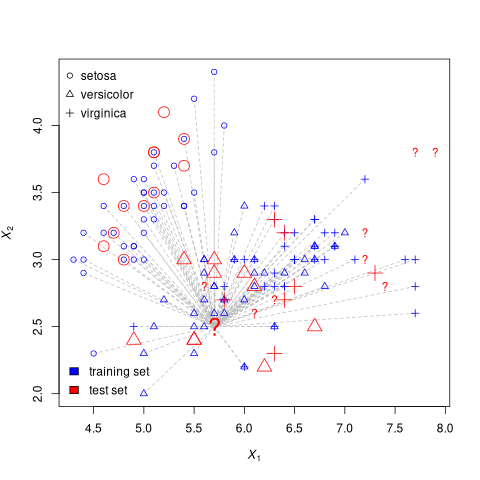 setosa
versicolor
virginica
4.0
3.5
3.0
2.5
2.0
X2
?
?
?
?
?
?
?
?
?
training set
test set
4.5 5.0 5.5 6.0 6.5 7.0 7.5 8.0
X1